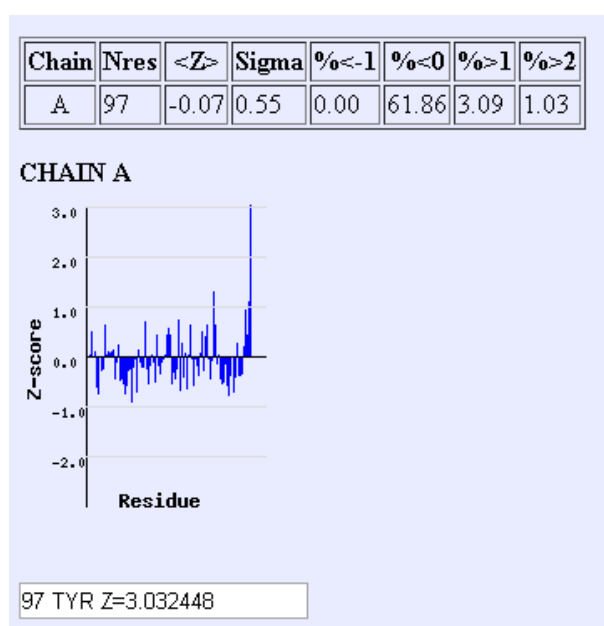 Chain Nres <Z> Sigma %<-1 %<0 %>1 %>2
A 97 -0.07 0.55 0.00 61.86 3.09 1.03
CHAIN A
3.0
2.0
1.0
0.0
-1.0
-2.0
Z-score
Residue
97 TYR Z=3.032448